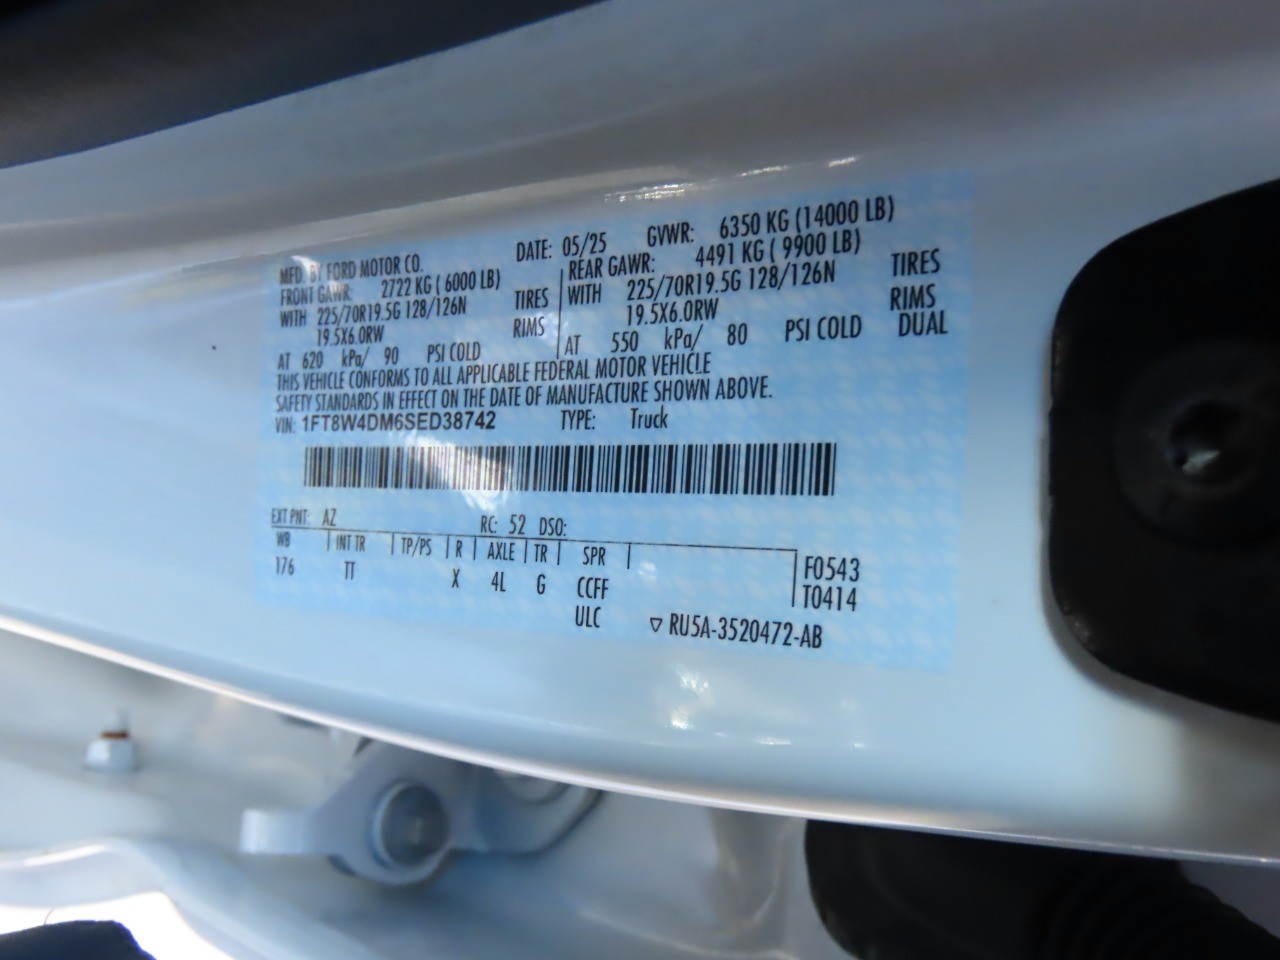 MFD. BY FORD MOTOR CO. DATE: 05/25 GVWR: 6350 KG (14000 LB)
FRONT GAWR: 2722 KG ( 6000 LB) REAR GAWR: 4491 KG ( 9900 LB)
WITH 225/70R19.5G 128/126N TIRES WITH 225/70R19.5G 128/126N TIRES
19.5X6.0RW RIMS 19.5X6.0RW RIMS
AT 620 kPa/ 90 PSI COLD AT 550 kPa/ 80 PSI COLD DUAL
THIS VEHICLE CONFORMS TO ALL APPLICABLE FEDERAL MOTOR VEHICLE
SAFETY STANDARDS IN EFFECT ON THE DATE OF MANUFACTURE SHOWN ABOVE.
VIN: 1FT8W4DM6SED38742 TYPE: Truck
EXT PNT: AZ RC: 52 DSO:
WB INT TR TP/PS R AXLE TR SPR F0543
176 TT X 4L G CCFF T0414
ULC ▽ RU5A-3520472-AB